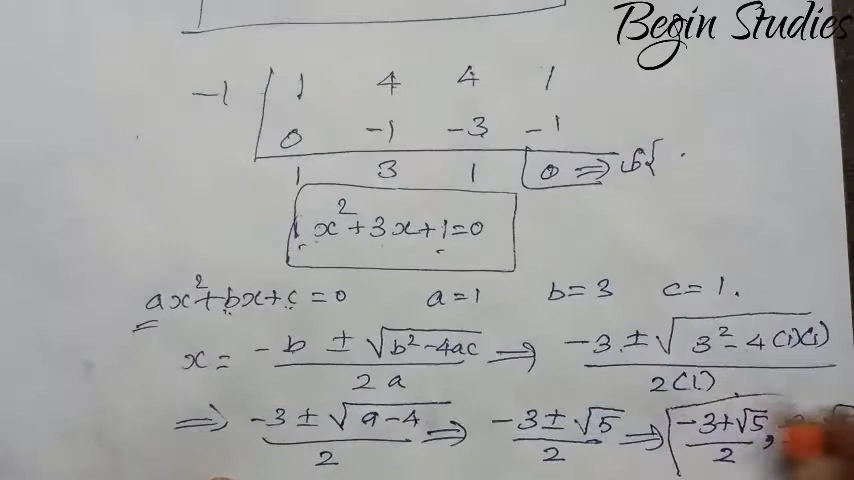 Begin Studies
-1 | 1 4 4 1
0 -1 -3 -1
1 3 1 0 ⇒
1x²+3x+1=0
ax²+bx+c=0 a=1 b=3 c=1.
x = (-b ± √(b²-4ac))/2a ⇒ (-3 ± √(3²-4(1)(1)))/2(1)
⇒ (-3 ± √(9-4))/2 ⇒ (-3 ± √5)/2 ⇒ (-3+√5)/2,